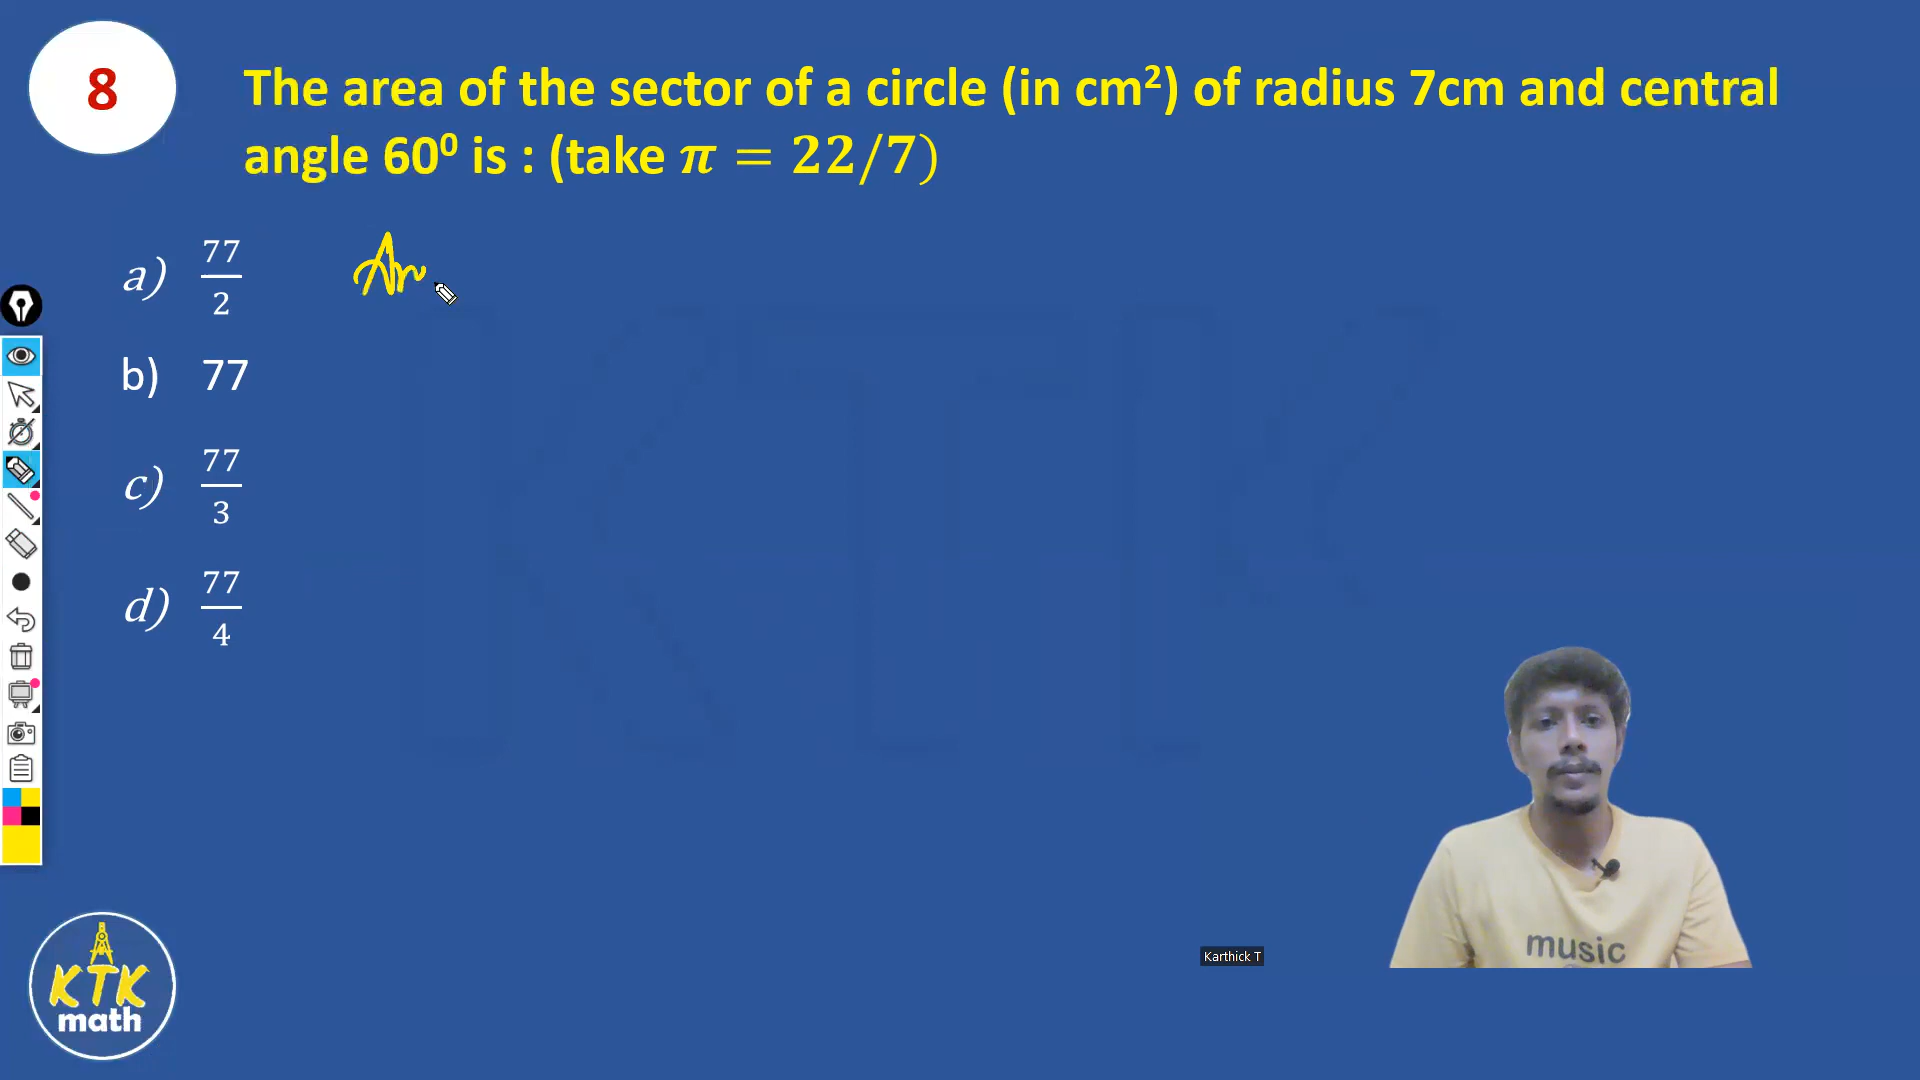 8
The area of the sector of a circle (in cm²) of radius 7cm and central
angle 60⁰ is : (take π = 22/7)
a) 77/2
Ar
b) 77
c) 77/3
d) 77/4
music
Karthick T
KTK
math